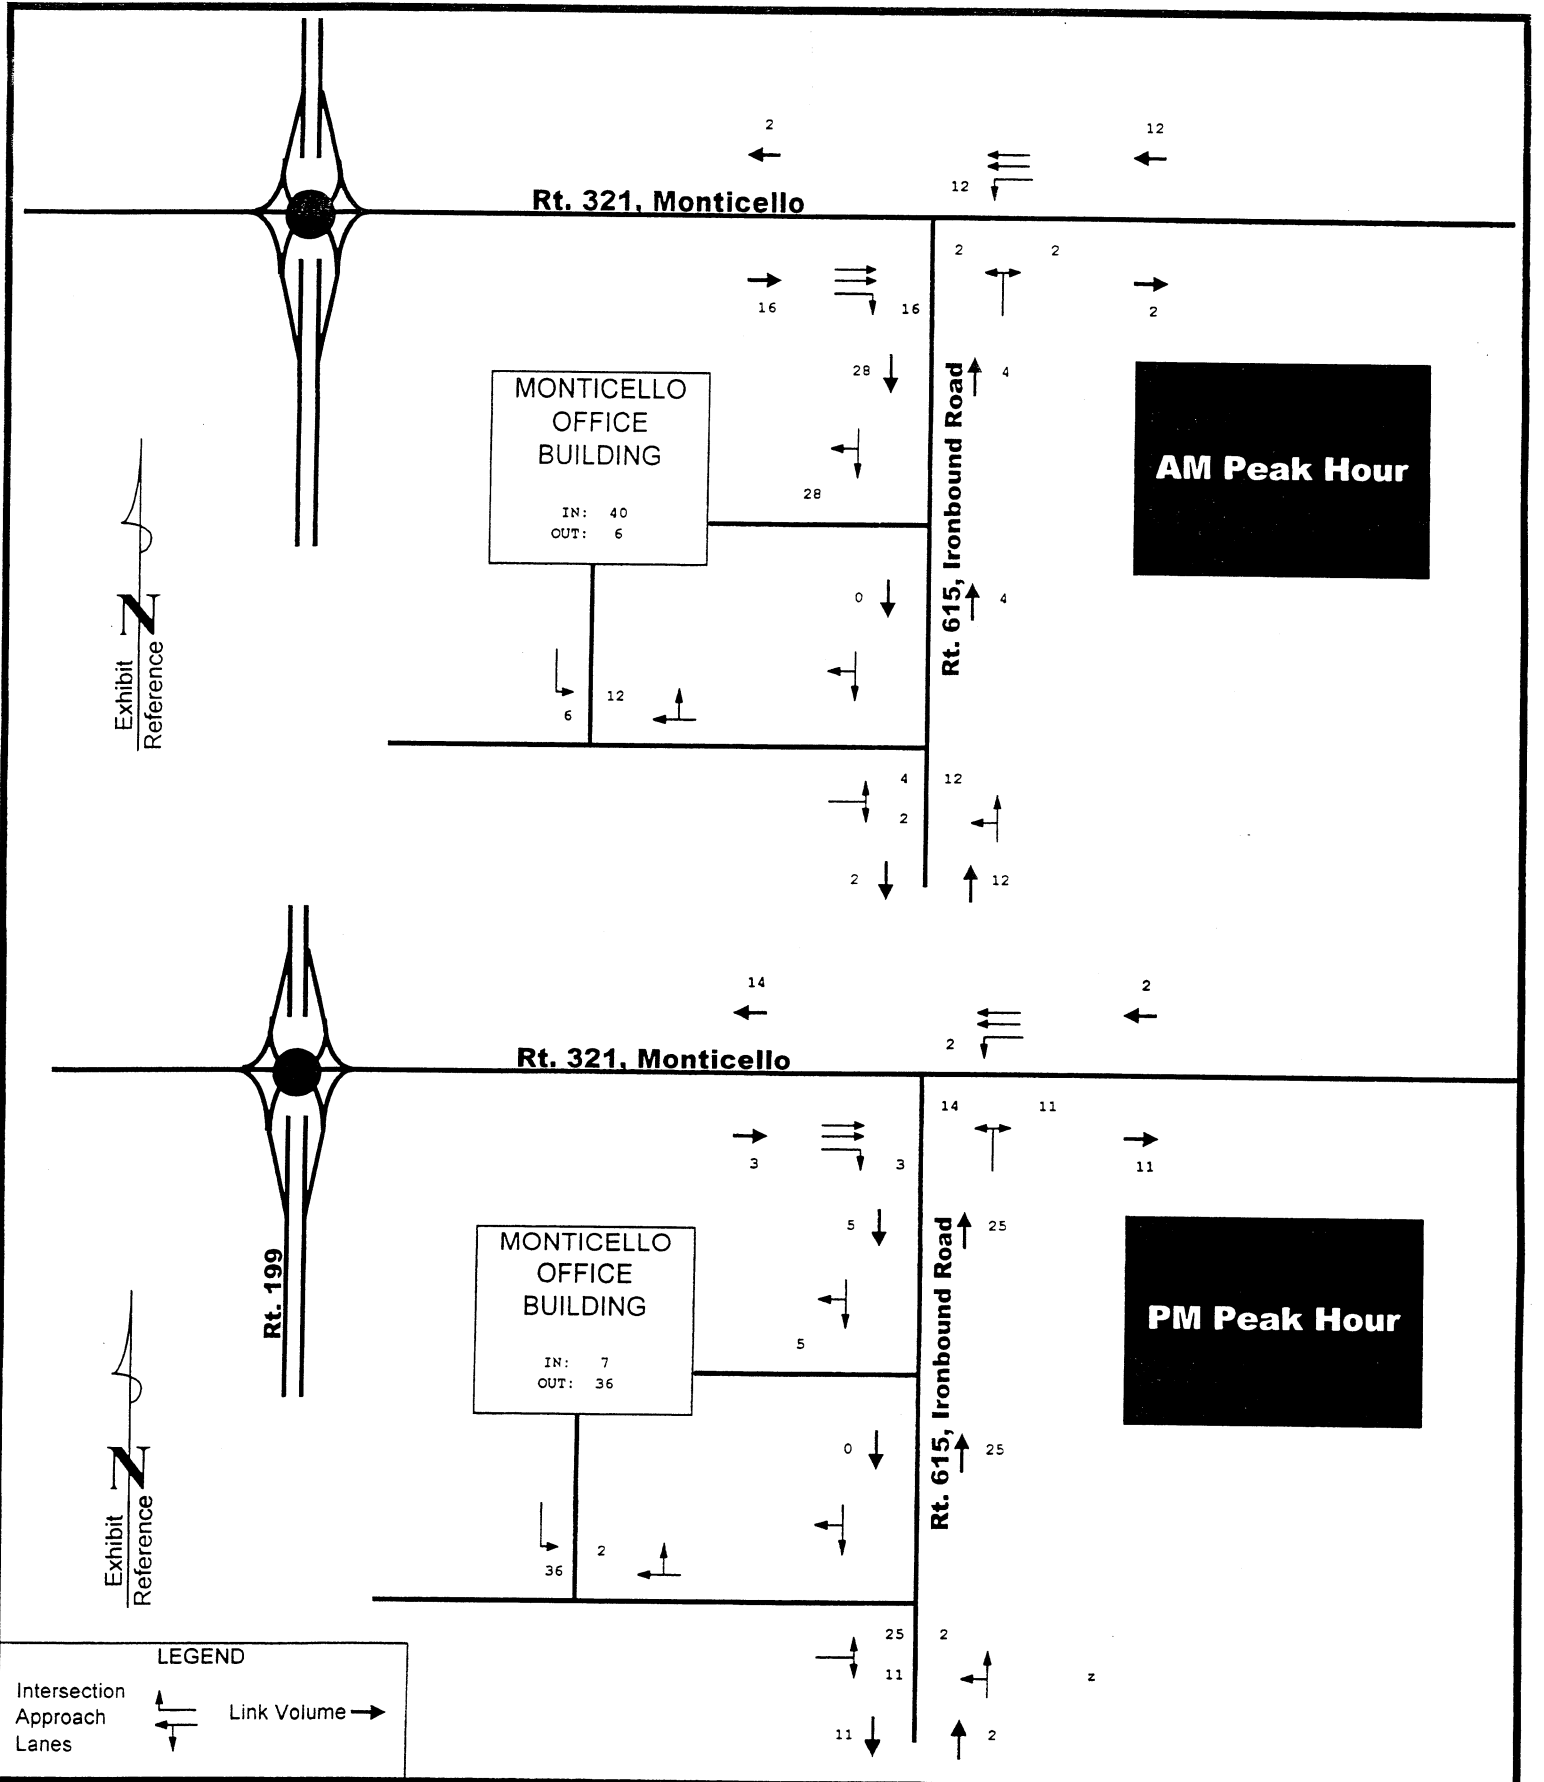 2
12
12
Rt. 321, Monticello
2
2
16
16
2
28
4
Rt. 615, Ironbound Road
MONTICELLO
OFFICE
BUILDING
IN: 40
OUT: 6
AM Peak Hour
28
0
4
N
Exhibit
Reference
12
6
4
12
2
2
12
14
2
2
Rt. 321, Monticello
14
11
3
3
11
5
25
Rt. 199
Rt. 615, Ironbound Road
MONTICELLO
OFFICE
BUILDING
IN: 7
OUT: 36
PM Peak Hour
5
0
25
N
Exhibit
Reference
2
36
25
2
11
z
11
2
LEGEND
Intersection
Approach
Lanes
Link Volume